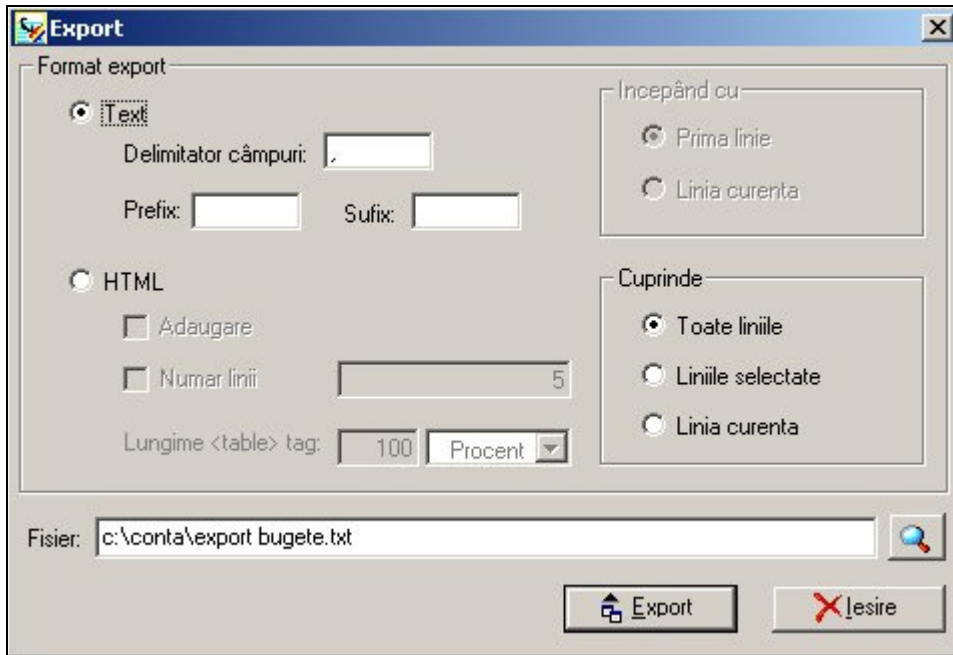 Export
Format export
Text
Delimitator câmpuri: ,
Prefix:
Sufix:
HTML
Adaugare
Numar linii 5
Lungime <table> tag: 100 Procent
Incepând cu
Prima linie
Linia curenta
Cuprinde
Toate liniile
Liniile selectate
Linia curenta
Fisier: c:\conta\export bugete.txt
Export
Iesire